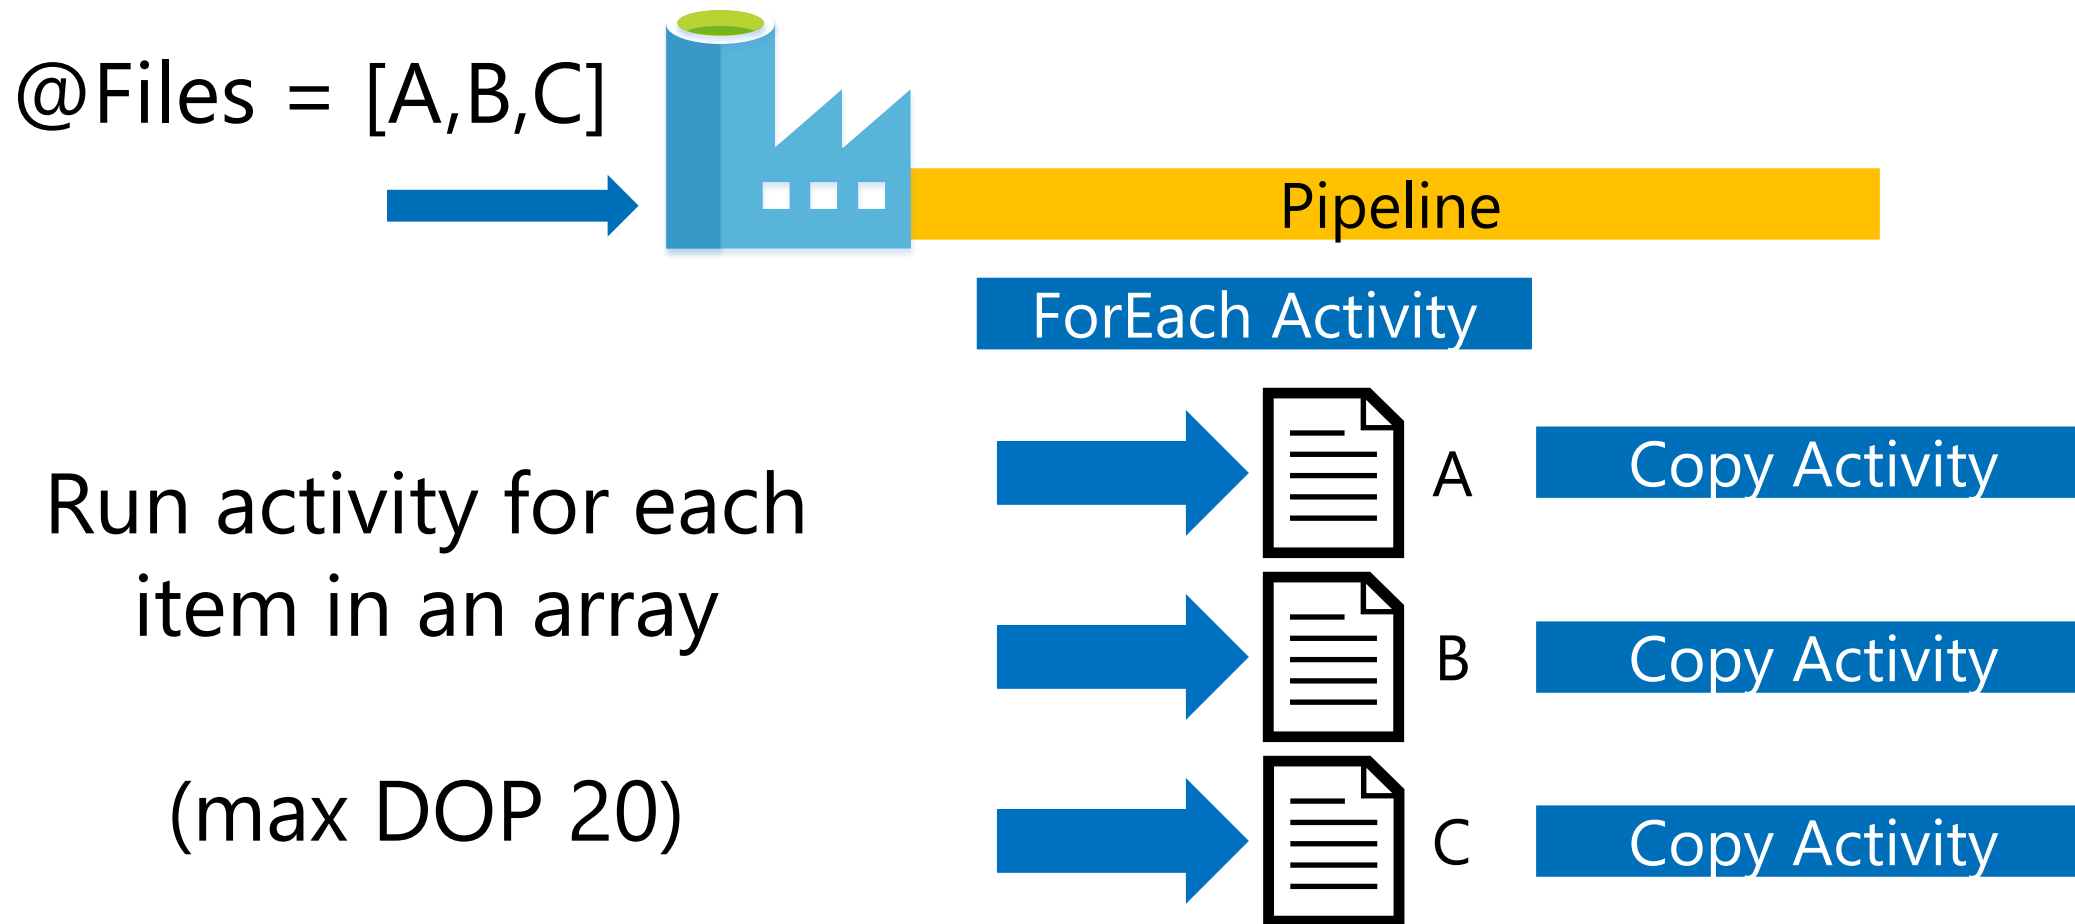 @Files = [A,B,C]
Pipeline
ForEach Activity
Run activity for each
item in an array
(max DOP 20)
A
Copy Activity
B
Copy Activity
C
Copy Activity